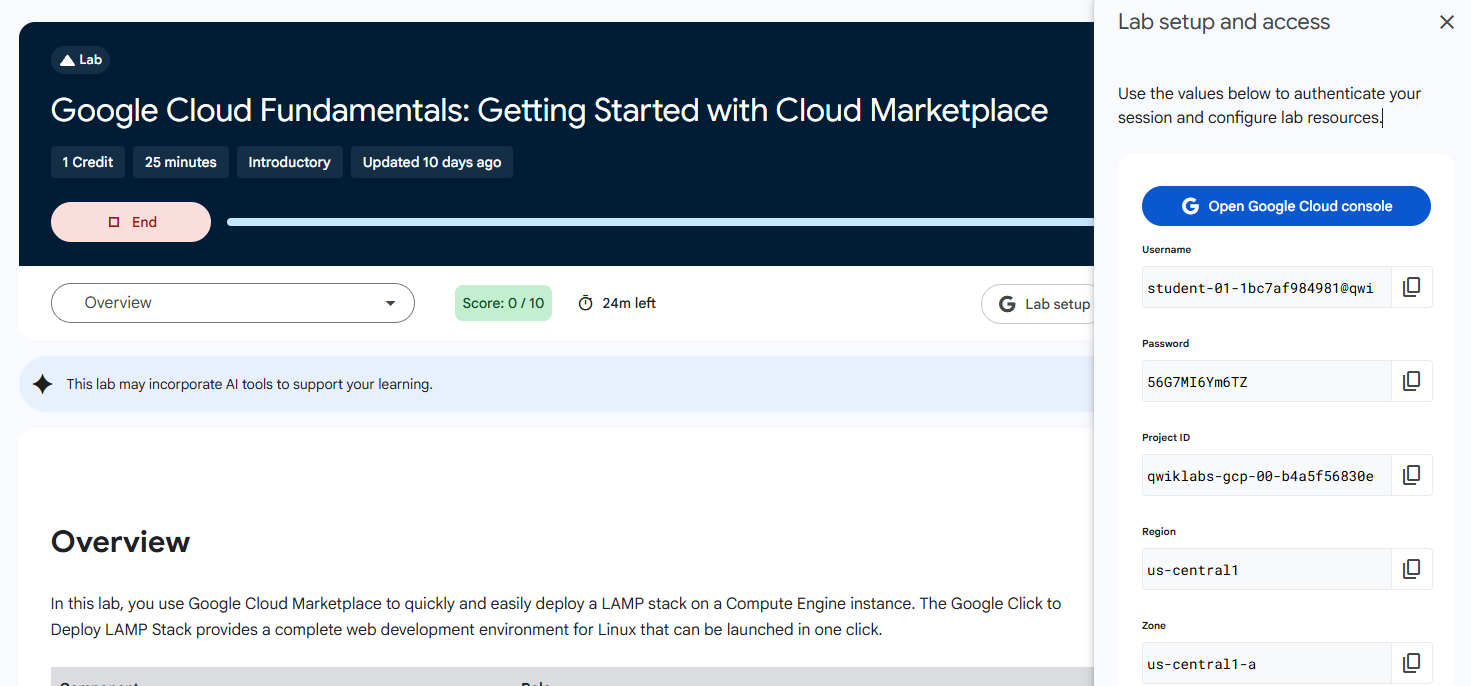 Lab
Google Cloud Fundamentals: Getting Started with Cloud Marketplace
1 Credit
25 minutes
Introductory
Updated 10 days ago
End
Overview
Score: 0 / 10
24m left
Lab setup
This lab may incorporate AI tools to support your learning.
Overview
In this lab, you use Google Cloud Marketplace to quickly and easily deploy a LAMP stack on a Compute Engine instance. The Google Click to
Deploy LAMP Stack provides a complete web development environment for Linux that can be launched in one click.
Component
Role
Lab setup and access
Use the values below to authenticate your
session and configure lab resources.
Open Google Cloud console
Username
student-01-1bc7af984981@qwi
Password
56G7MI6Ym6TZ
Project ID
qwiklabs-gcp-00-b4a5f56830e
Region
us-central1
Zone
us-central1-a